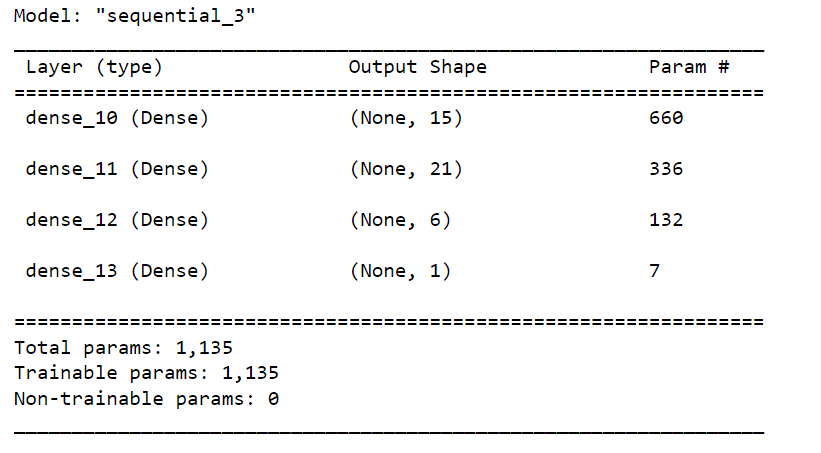 Model: "sequential_3"
_________________________________________________________________
Layer (type) Output Shape Param #
=================================================================
dense_10 (Dense) (None, 15) 660
dense_11 (Dense) (None, 21) 336
dense_12 (Dense) (None, 6) 132
dense_13 (Dense) (None, 1) 7
=================================================================
Total params: 1,135
Trainable params: 1,135
Non-trainable params: 0
_________________________________________________________________